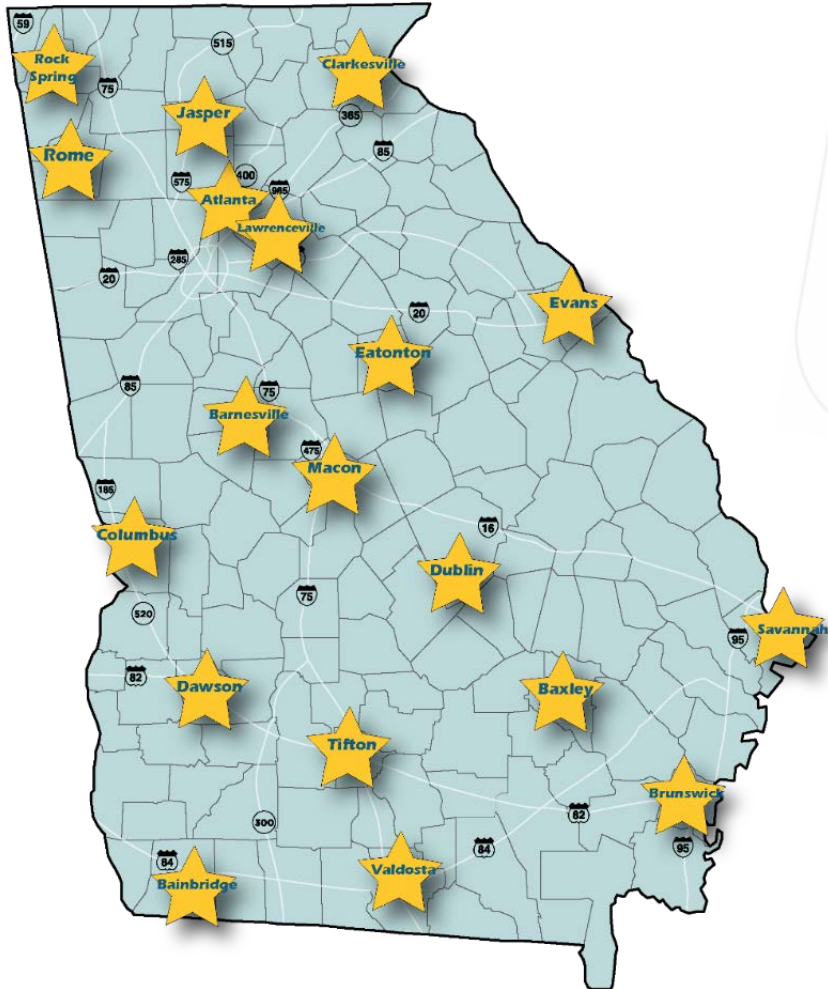 59
515
Rock
Spring
Clarkesville
75
Jasper
365
Rome
85
575
400
985
Atlanta
Lawrenceville
285
20
Evans
20
Eatonton
85
75
Barnesville
475
Macon
185
16
Columbus
Dublin
75
520
Savannah
95
82
Dawson
Baxley
Tifton
Brunswick
300
82
84
84
95
Valdosta
Bainbridge